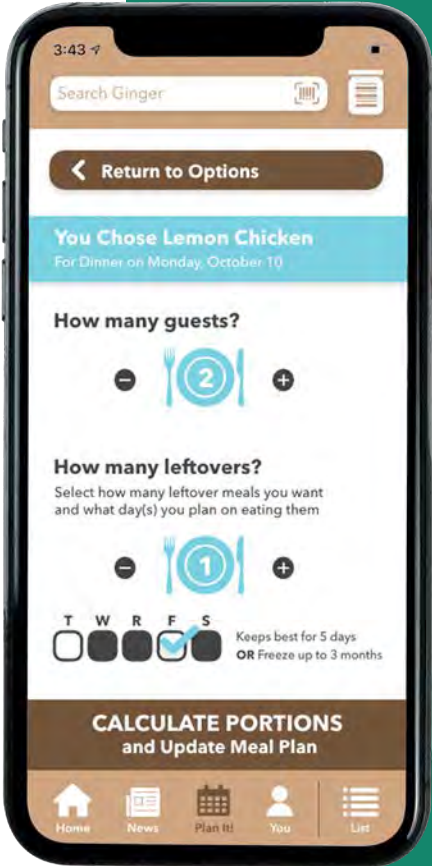 3:43
Search Ginger
Return to Options
You Chose Lemon Chicken
For Dinner on Monday, October 10
How many guests?
2
How many leftovers?
Select how many leftover meals you want
and what day(s) you plan on eating them
1
T W R F S
Keeps best for 5 days
OR Freeze up to 3 months
CALCULATE PORTIONS
and Update Meal Plan
Home News Plan It! You List